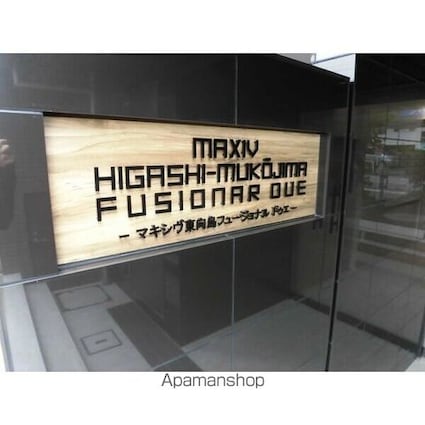 MAXIV
HIGASHI-MUKŌJIMA
FUSIONAR DUE
－マキシヴ東向島フュージョナル ドゥエ－
Apamanshop